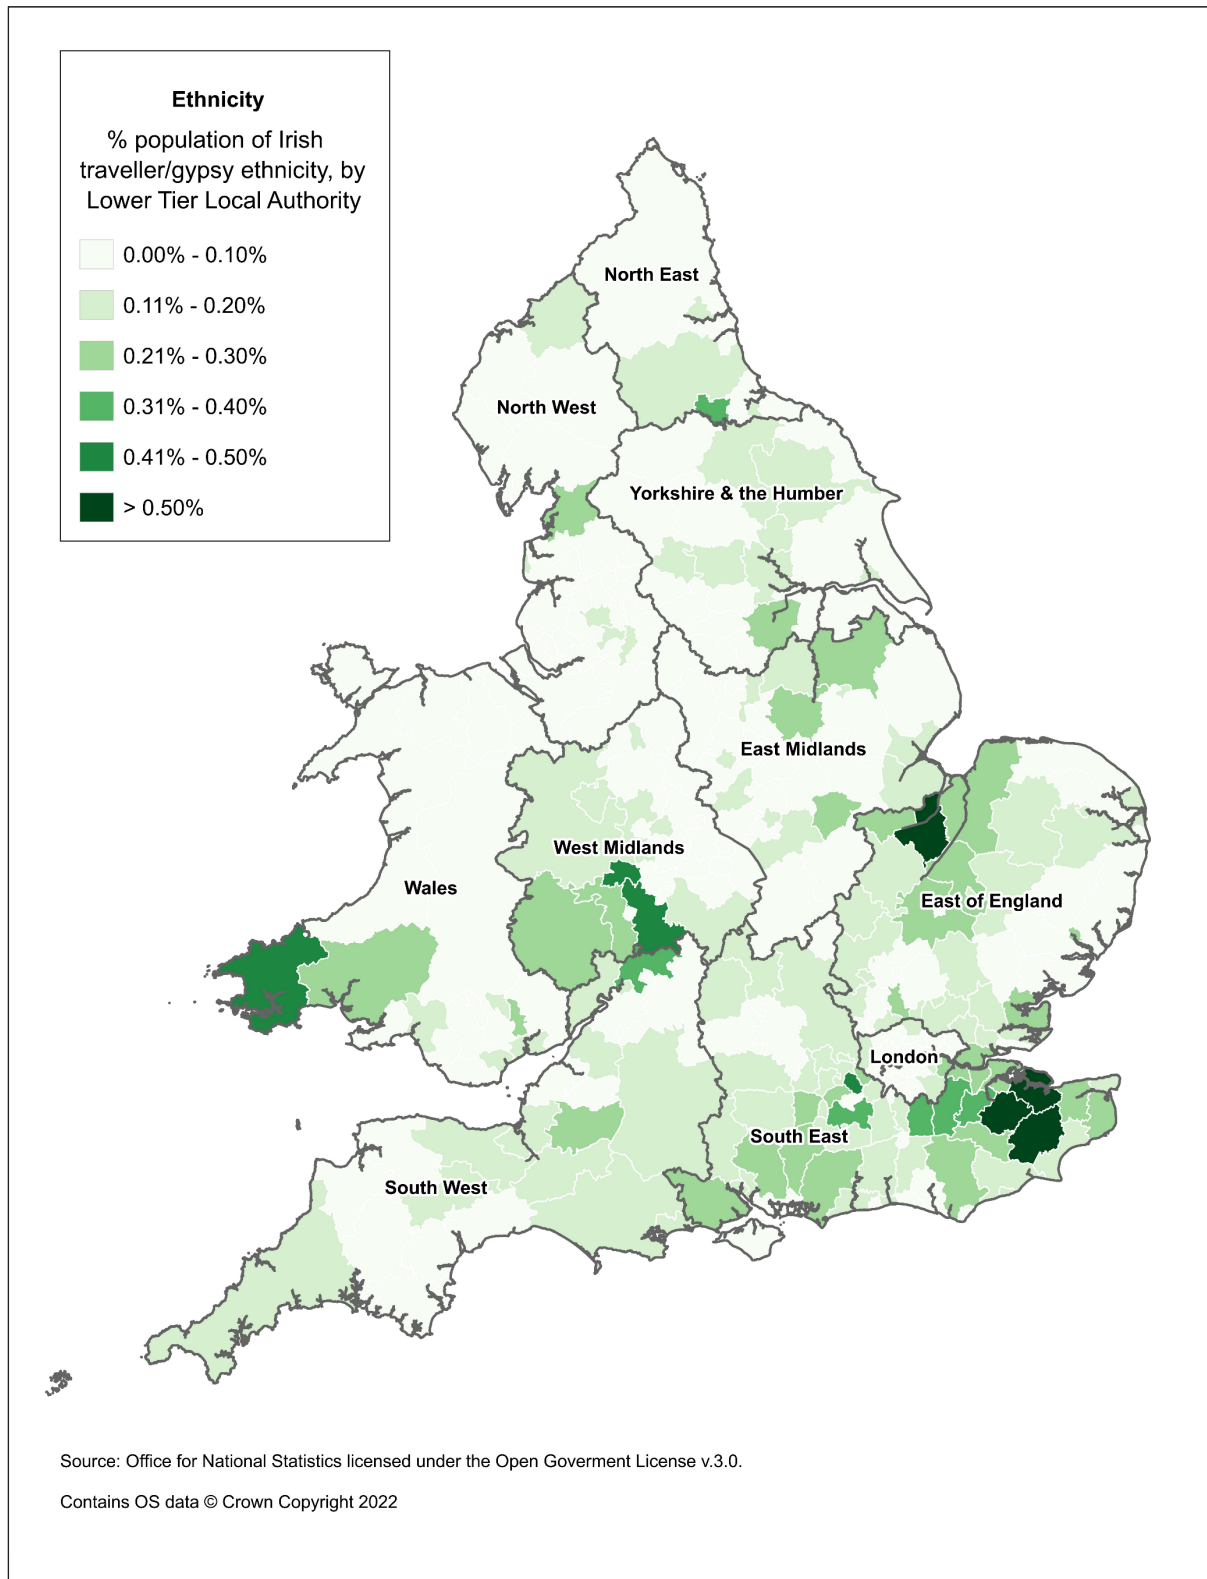 Ethnicity
% population of Irish
traveller/gypsy ethnicity, by
Lower Tier Local Authority
0.00% - 0.10%
0.11% - 0.20%
0.21% - 0.30%
0.31% - 0.40%
0.41% - 0.50%
> 0.50%
North East
North West
Yorkshire & the Humber
East Midlands
West Midlands
Wales
East of England
London
South East
South West
Source: Office for National Statistics licensed under the Open Goverment License v.3.0.
Contains OS data © Crown Copyright 2022